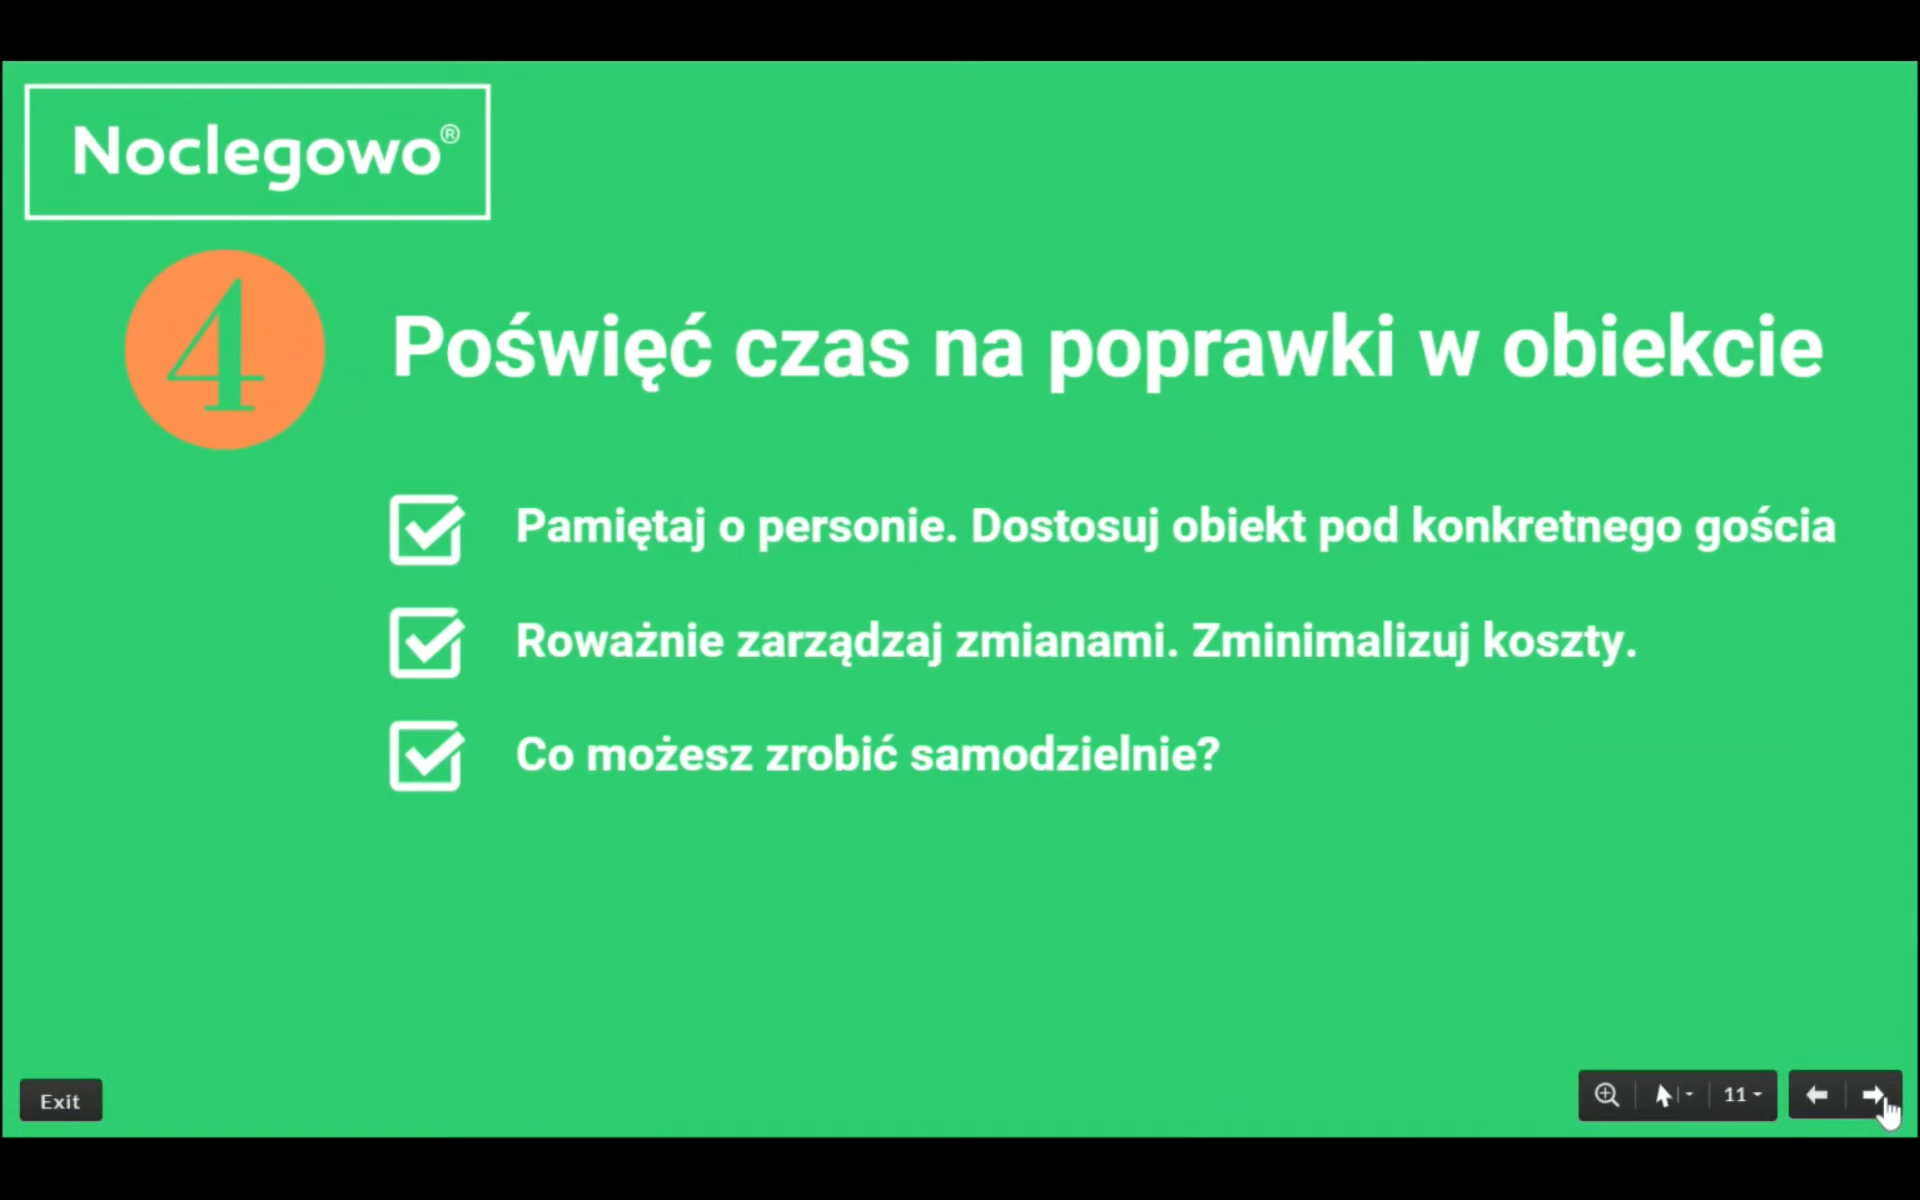 Noclegowo®
4
Poświęć czas na poprawki w obiekcie
Pamiętaj o personie. Dostosuj obiekt pod konkretnego gościa
Roważnie zarządzaj zmianami. Zminimalizuj koszty.
Co możesz zrobić samodzielnie?
Exit
11